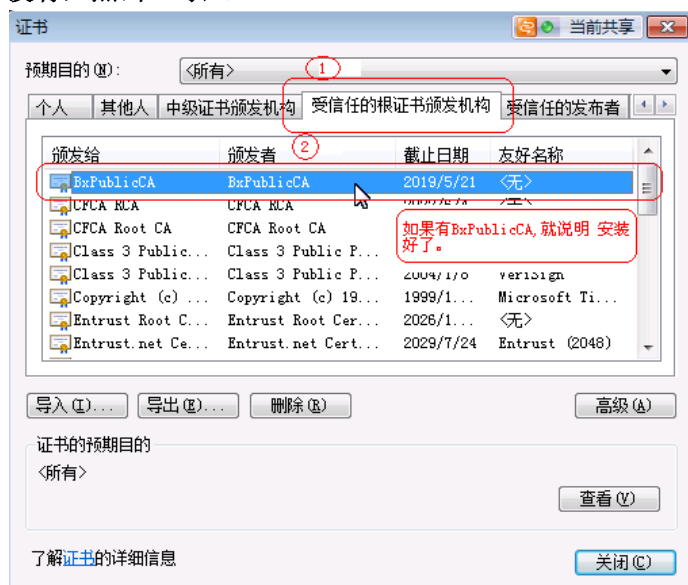 证书 当前共享
预期目的(N): <所有> 1
个人 其他人 中级证书颁发机构 受信任的根证书颁发机构 受信任的发布者
2
颁发给 颁发者 截止日期 友好名称
BxPublicCA BxPublicCA 2019/5/21 <无>
CFCA RCA CFCA RCA
CFCA Root CA CFCA Root CA
Class 3 Public... Class 3 Public P...
Class 3 Public... Class 3 Public P... 2004/1/6 VeriSign
Copyright (c) ... Copyright (c) 19... 1999/1... Microsoft Ti...
Entrust Root C... Entrust Root Cer... 2026/1... <无>
Entrust.net Ce... Entrust.net Cert... 2029/7/24 Entrust (2048)
如果有BxPublicCA,就说明 安装
好了。
导入(I)... 导出(E)... 删除(R) 高级(A)
证书的预期目的
<所有>
查看(V)
了解证书的详细信息
关闭(C)